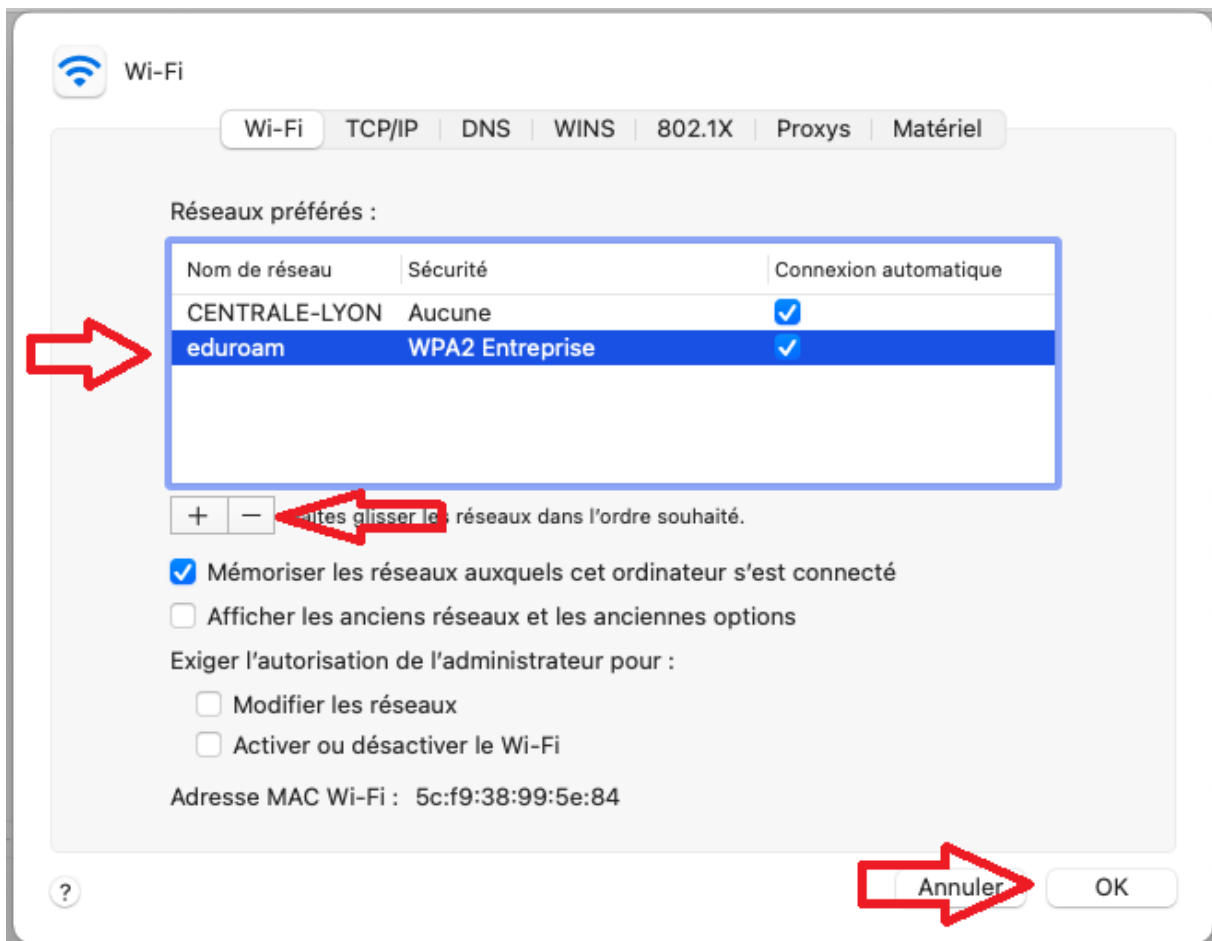 Wi-Fi
Wi-Fi TCP/IP DNS WINS 802.1X Proxys Matériel
Réseaux préférés :
Nom de réseau Sécurité Connexion automatique
CENTRALE-LYON Aucune
eduroam WPA2 Entreprise
+ − glisser les réseaux dans l'ordre souhaité.
Mémoriser les réseaux auxquels cet ordinateur s'est connecté
Afficher les anciens réseaux et les anciennes options
Exiger l'autorisation de l'administrateur pour :
Modifier les réseaux
Activer ou désactiver le Wi-Fi
Adresse MAC Wi-Fi : 5c:f9:38:99:5e:84
? Annuler OK